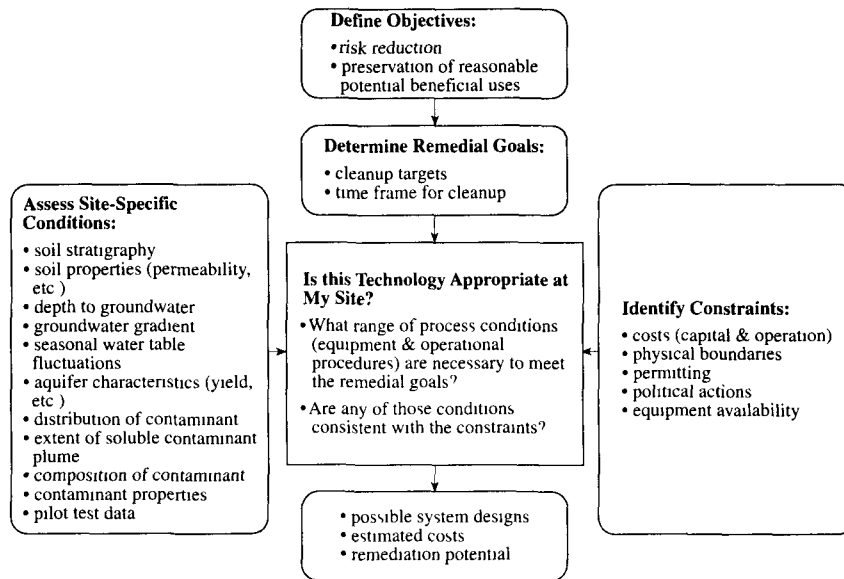 Define Objectives:
• risk reduction
• preservation of reasonable
potential beneficial uses
Determine Remedial Goals:
• cleanup targets
• time frame for cleanup
Assess Site-Specific
Conditions:
• soil stratigraphy
• soil properties (permeability,
etc )
• depth to groundwater
• groundwater gradient
• seasonal water table
fluctuations
• aquifer characteristics (yield,
etc )
• distribution of contaminant
• extent of soluble contaminant
plume
• composition of contaminant
• contaminant properties
• pilot test data
Is this Technology Appropriate at
My Site?
• What range of process conditions
(equipment & operational
procedures) are necessary to meet
the remedial goals?
• Are any of those conditions
consistent with the constraints?
Identify Constraints:
• costs (capital & operation)
• physical boundaries
• permitting
• political actions
• equipment availability
• possible system designs
• estimated costs
• remediation potential